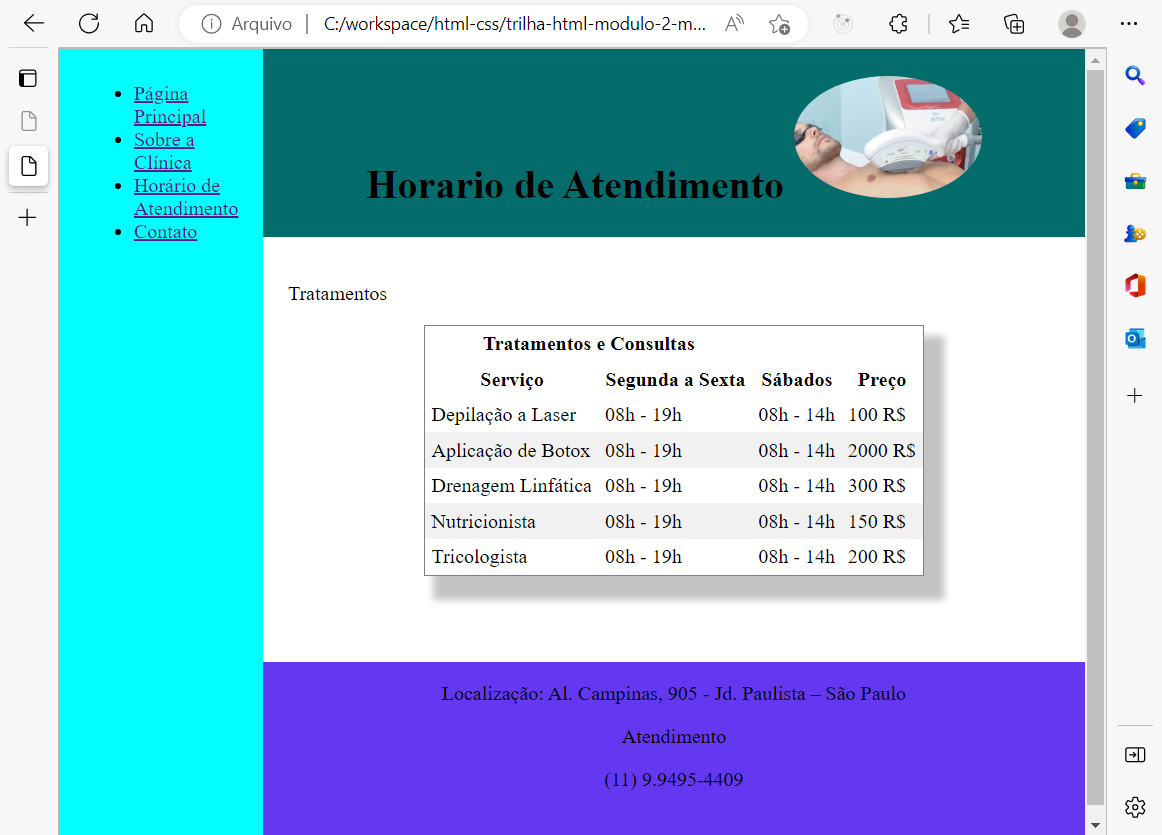 Arquivo C:/workspace/html-css/trilha-html-modulo-2-m...
Página
Principal
Sobre a
Clínica
Horário de
Atendimento
Contato
Horario de Atendimento
Tratamentos
Tratamentos e Consultas
Serviço Segunda a Sexta Sábados Preço
Depilação a Laser 08h - 19h 08h - 14h 100 R$
Aplicação de Botox 08h - 19h 08h - 14h 2000 R$
Drenagem Linfática 08h - 19h 08h - 14h 300 R$
Nutricionista 08h - 19h 08h - 14h 150 R$
Tricologista 08h - 19h 08h - 14h 200 R$
Localização: Al. Campinas, 905 - Jd. Paulista – São Paulo
Atendimento
(11) 9.9495-4409